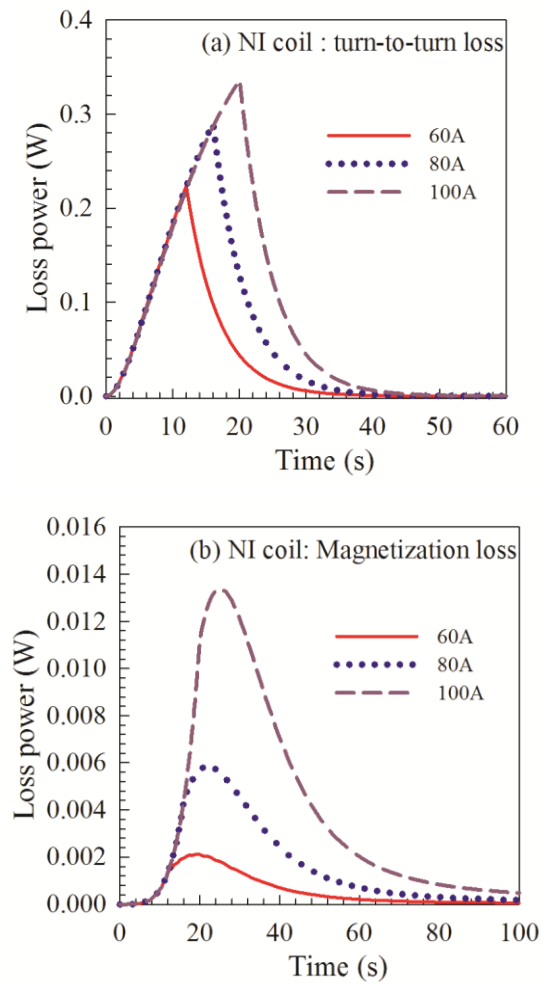 (a) NI coil : turn-to-turn loss
Loss power (W)
0.4
0.3
0.2
0.1
0.0
60A
80A
100A
0 10 20 30 40 50 60
Time (s)
(b) NI coil: Magnetization loss
Loss power (W)
0.016
0.014
0.012
0.010
0.008
0.006
0.004
0.002
0.000
60A
80A
100A
0 20 40 60 80 100
Time (s)